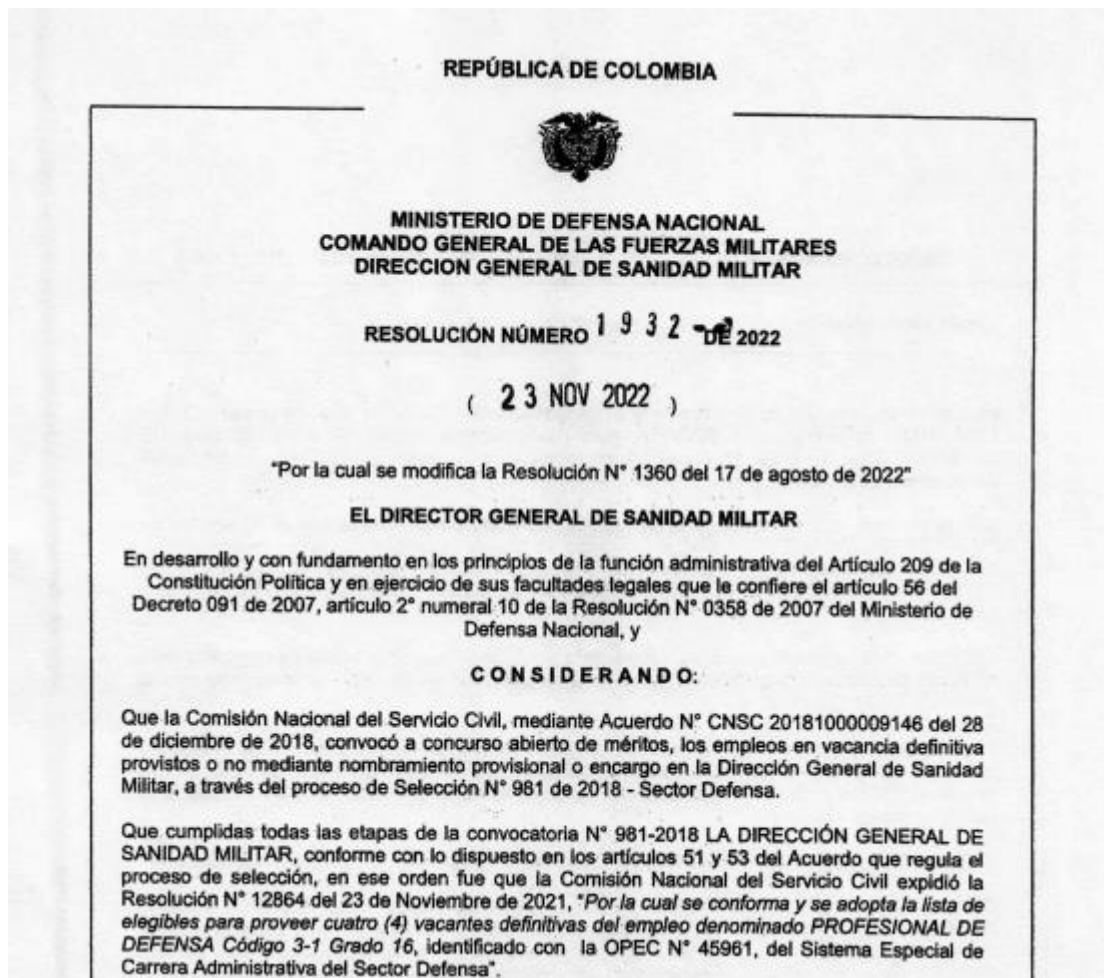 REPÚBLICA DE COLOMBIA
MINISTERIO DE DEFENSA NACIONAL
COMANDO GENERAL DE LAS FUERZAS MILITARES
DIRECCION GENERAL DE SANIDAD MILITAR
RESOLUCIÓN NÚMERO 1932 DE 2022
( 23 NOV 2022 )
"Por la cual se modifica la Resolución N° 1360 del 17 de agosto de 2022"
EL DIRECTOR GENERAL DE SANIDAD MILITAR
En desarrollo y con fundamento en los principios de la función administrativa del Artículo 209 de la
Constitución Política y en ejercicio de sus facultades legales que le confiere el artículo 56 del
Decreto 091 de 2007, artículo 2° numeral 10 de la Resolución N° 0358 de 2007 del Ministerio de
Defensa Nacional, y
CONSIDERANDO:
Que la Comisión Nacional del Servicio Civil, mediante Acuerdo N° CNSC 20181000009146 del 28
de diciembre de 2018, convocó a concurso abierto de méritos, los empleos en vacancia definitiva
provistos o no mediante nombramiento provisional o encargo en la Dirección General de Sanidad
Militar, a través del proceso de Selección N° 981 de 2018 - Sector Defensa.
Que cumplidas todas las etapas de la convocatoria N° 981-2018 LA DIRECCIÓN GENERAL DE
SANIDAD MILITAR, conforme con lo dispuesto en los artículos 51 y 53 del Acuerdo que regula el
proceso de selección, en ese orden fue que la Comisión Nacional del Servicio Civil expidió la
Resolución N° 12864 del 23 de Noviembre de 2021, "Por la cual se conforma y se adopta la lista de
elegibles para proveer cuatro (4) vacantes definitivas del empleo denominado PROFESIONAL DE
DEFENSA Código 3-1 Grado 16, identificado con la OPEC N° 45961, del Sistema Especial de
Carrera Administrativa del Sector Defensa".